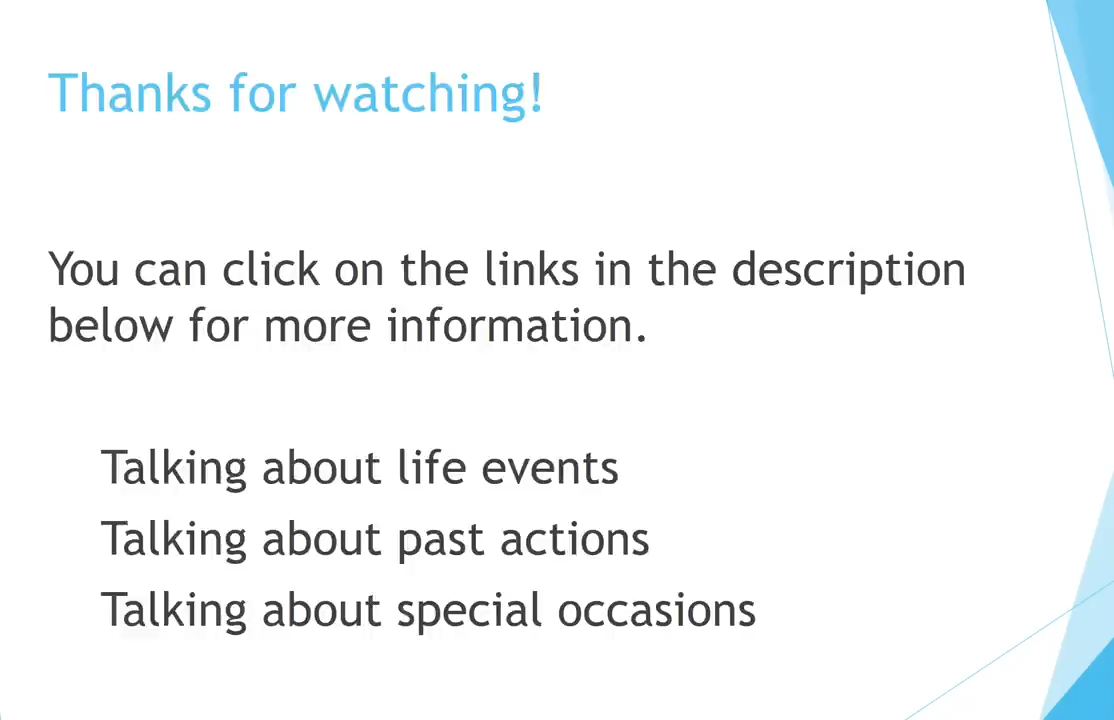 Thanks for watching!
You can click on the links in the description
below for more information.
Talking about life events
Talking about past actions
Talking about special occasions